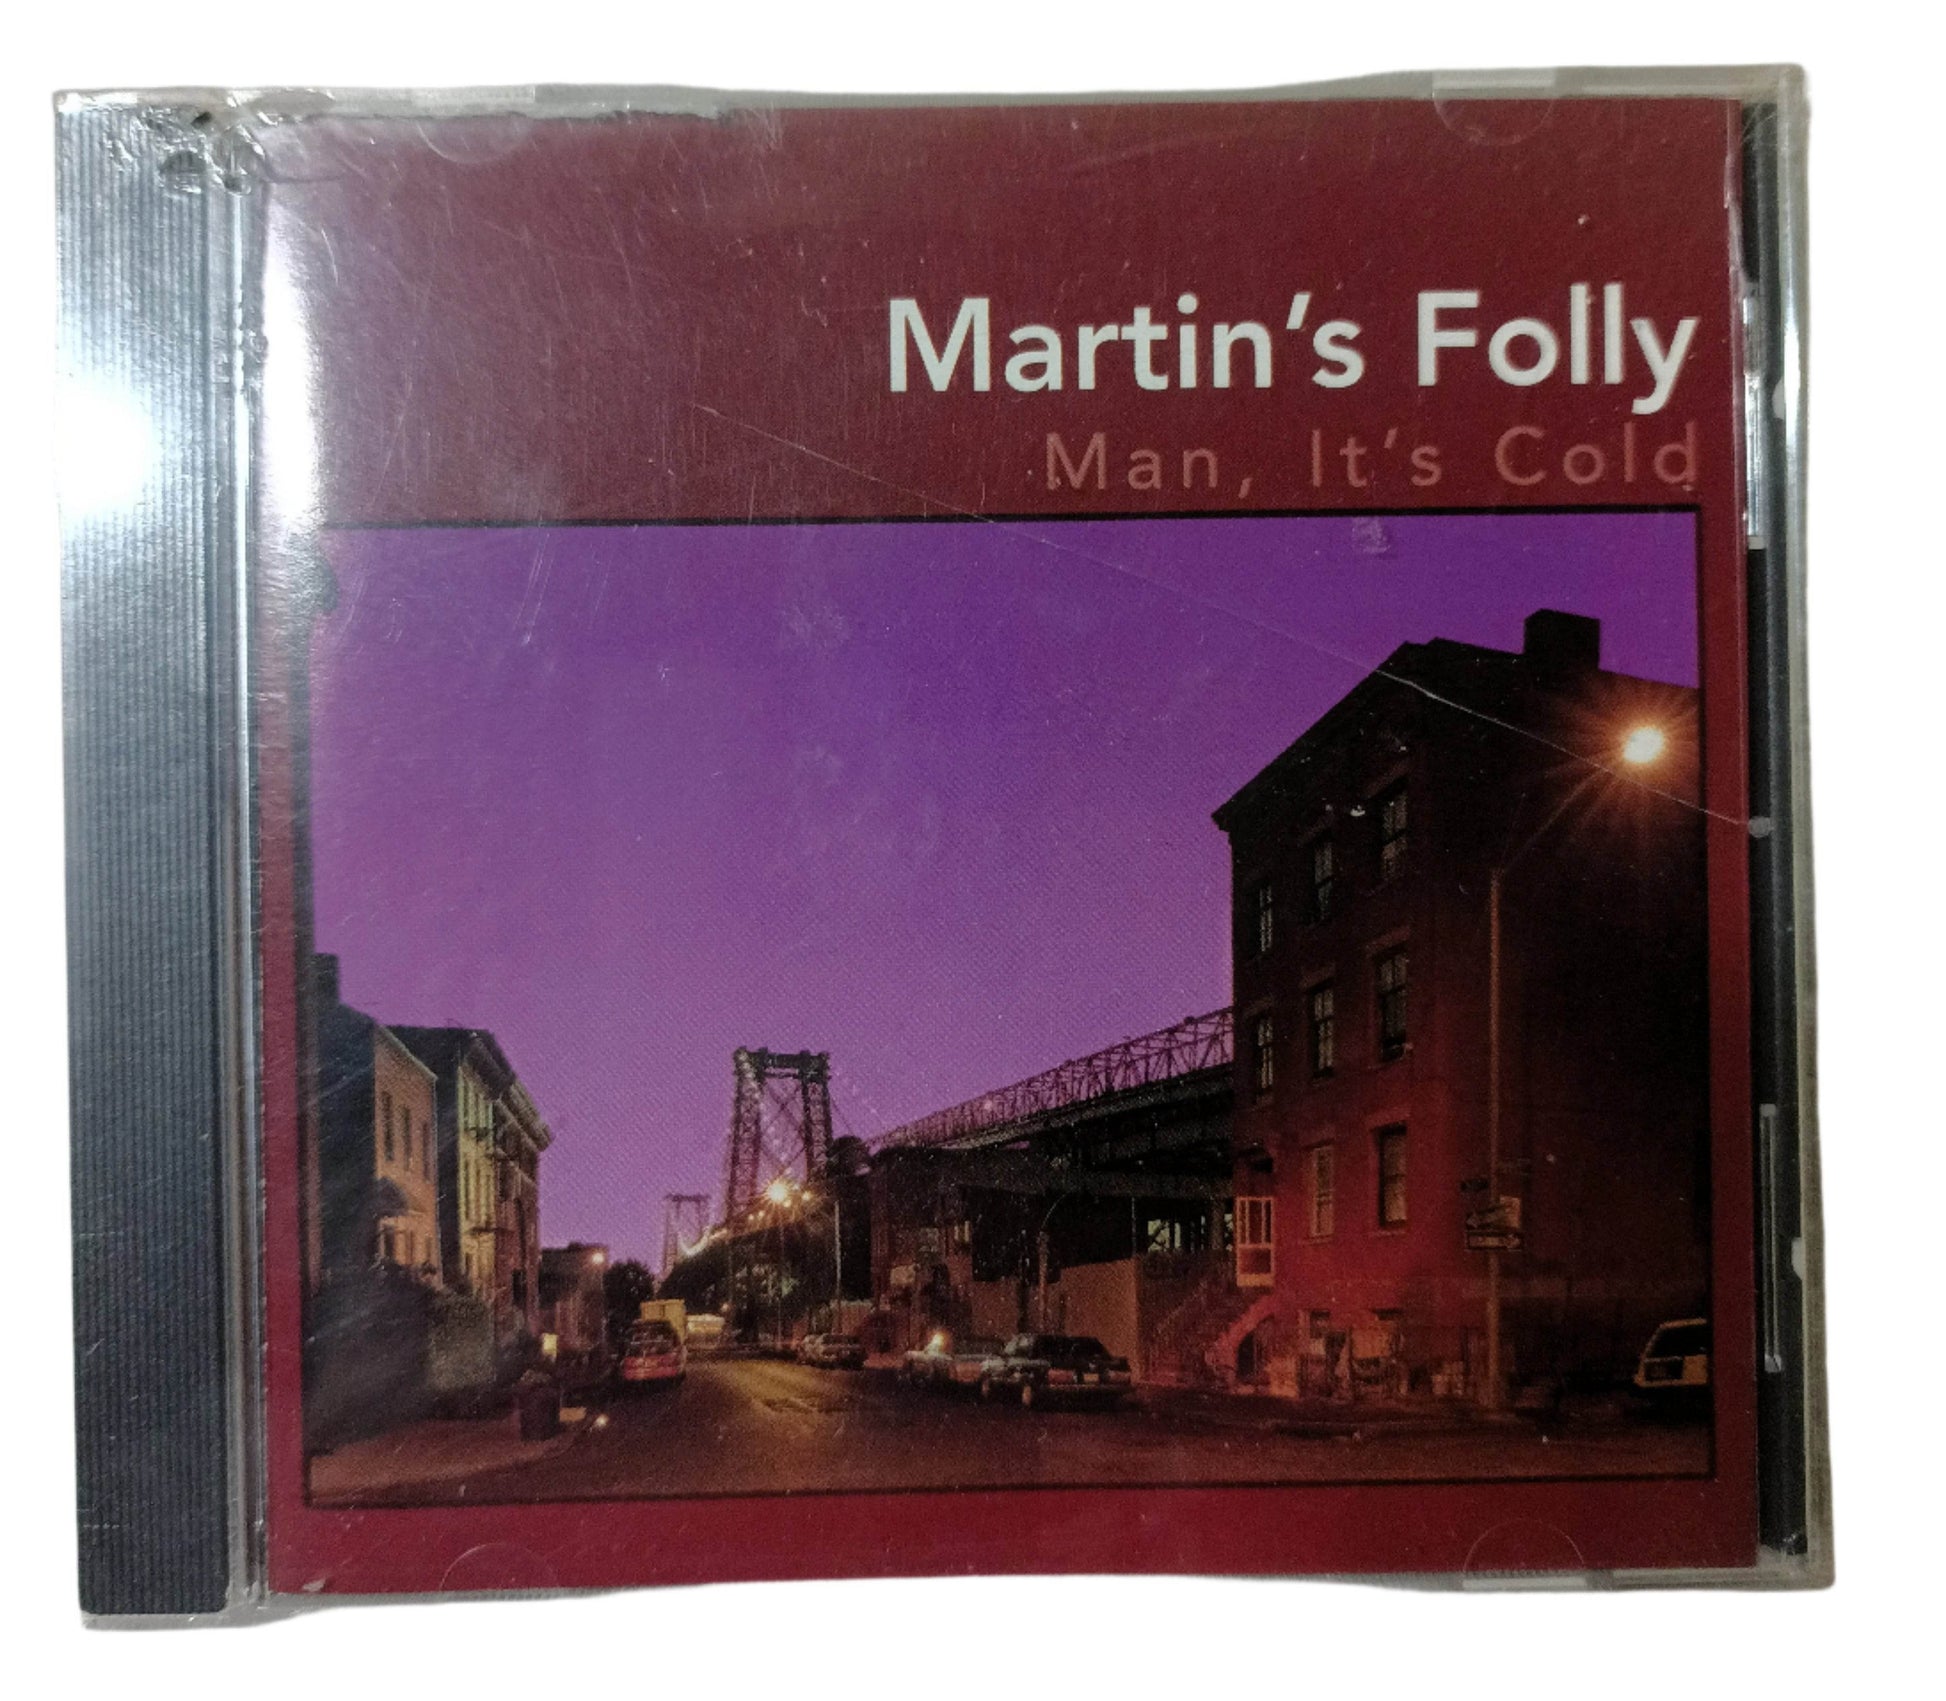 Martin's Folly
Man, It's Cold